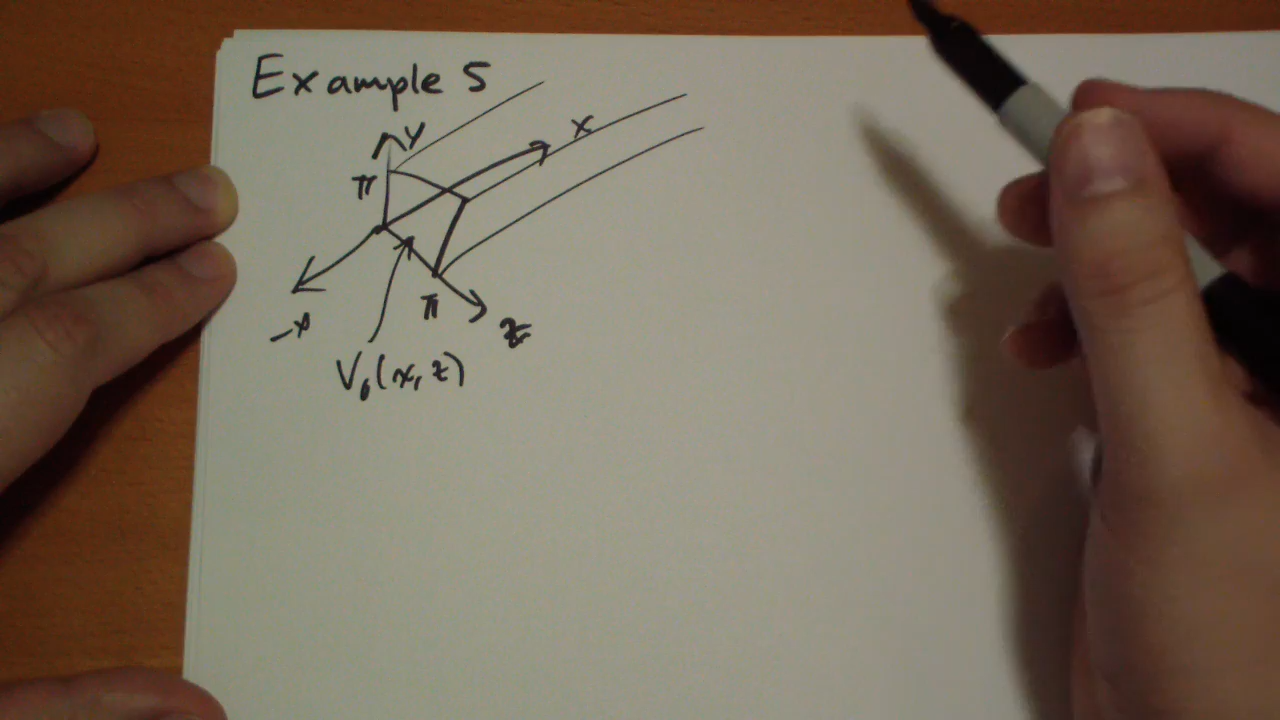 Example 5
y
x
π
π
-x
z
V₀(x, z)